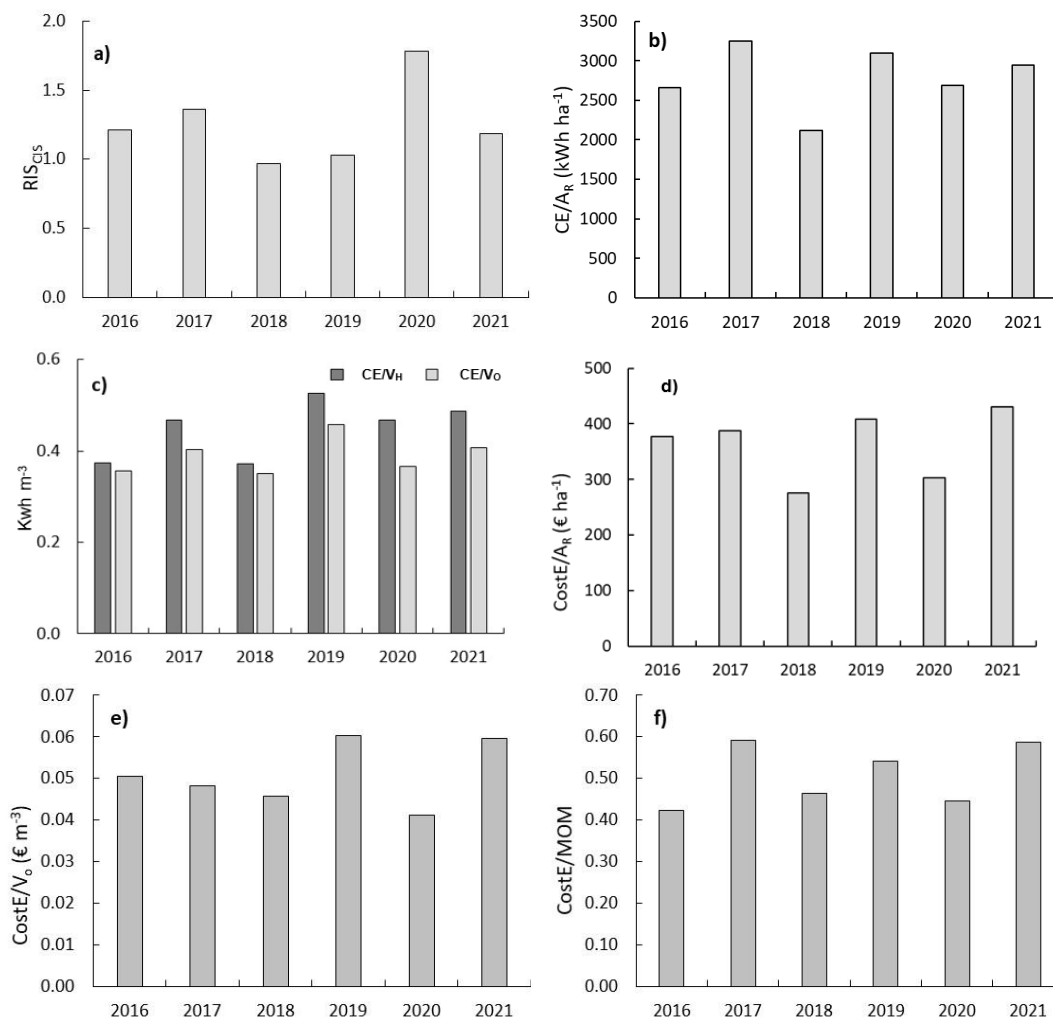 a)
RIS_CIS
2.0
1.5
1.0
0.5
0.0
2016 2017 2018 2019 2020 2021
b)
CE/A_R (kWh ha⁻¹)
3500
3000
2500
2000
1500
1000
500
0
2016 2017 2018 2019 2020 2021
c)
CE/V_H CE/V_O
Kwh m⁻³
0.6
0.4
0.2
0.0
2016 2017 2018 2019 2020 2021
d)
CostE/A_R (€ ha⁻¹)
500
400
300
200
100
0
2016 2017 2018 2019 2020 2021
e)
CostE/V_o (€ m⁻³)
0.07
0.06
0.05
0.04
0.03
0.02
0.01
0.00
2016 2017 2018 2019 2020 2021
f)
CostE/MOM
0.70
0.60
0.50
0.40
0.30
0.20
0.10
0.00
2016 2017 2018 2019 2020 2021